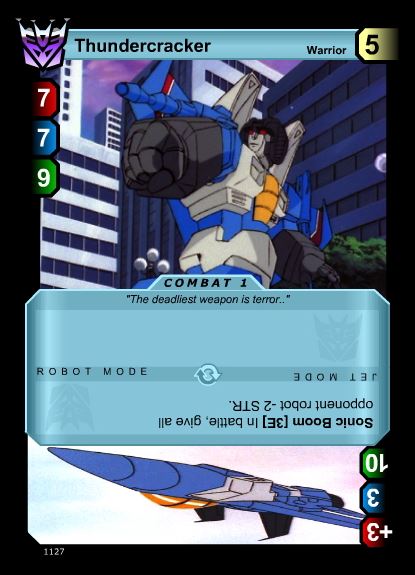 Thundercracker
Warrior
5
7
7
9
COMBAT 1
"The deadliest weapon is terror.."
ROBOT MODE
JET MODE
Sonic Boom [3E] In battle, give all
opponent robot -2 STR.
+3
3
10
1127